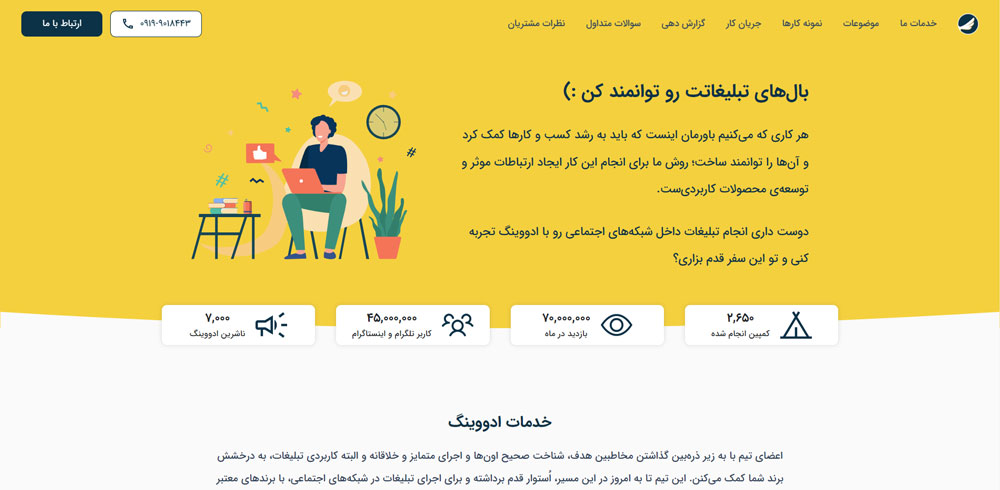 خدمات ما
موضوعات
نمونه کارها
جریان کار
گزارش دهی
سوالات متداول
نظرات مشتریان
۰۹۱۹-۹۰۱۸۴۴۳
ارتباط با ما
بال‌های تبلیغاتت رو توانمند کن :)
هر کاری که می‌کنیم باورمان اینست که باید به رشد کسب و کارها کمک کرد
و آن‌ها را توانمند ساخت؛ روش ما برای انجام این کار ایجاد ارتباطات موثر و
توسعه‌ی محصولات کاربردی‌ست.
دوست داری انجام تبلیغات داخل شبکه‌های اجتماعی رو با ادووینگ تجربه
کنی و تو این سفر قدم بزاری؟
۲,۶۵۰
کمپین انجام شده
۷۰,۰۰۰,۰۰۰
بازدید در ماه
۴۵,۰۰۰,۰۰۰
کاربر تلگرام و اینستاگرام
۷,۰۰۰
ناشرین ادووینگ
خدمات ادووینگ
اعضای تیم با به زیر ذره‌بین گذاشتن مخاطبین هدف، شناخت صحیح اون‌ها و اجرای متمایز و خلاقانه و البته کاربردی تبلیغات، به درخشش
برند شما کمک می‌کنن. این تیم تا به امروز در این مسیر، اُستوار قدم برداشته و برای اجرای تبلیغات در شبکه‌های اجتماعی، با برندهای معتبر